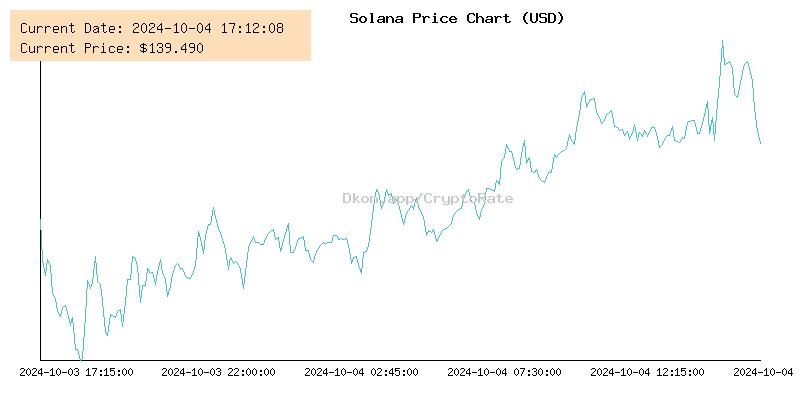 Solana Price Chart (USD)
Current Date: 2024-10-04 17:12:08
Current Price: $139.490
Dkon.app/CryptoRate
2024-10-03 17:15:00
2024-10-03 22:00:00
2024-10-04 02:45:00
2024-10-04 07:30:00
2024-10-04 12:15:00
2024-10-04